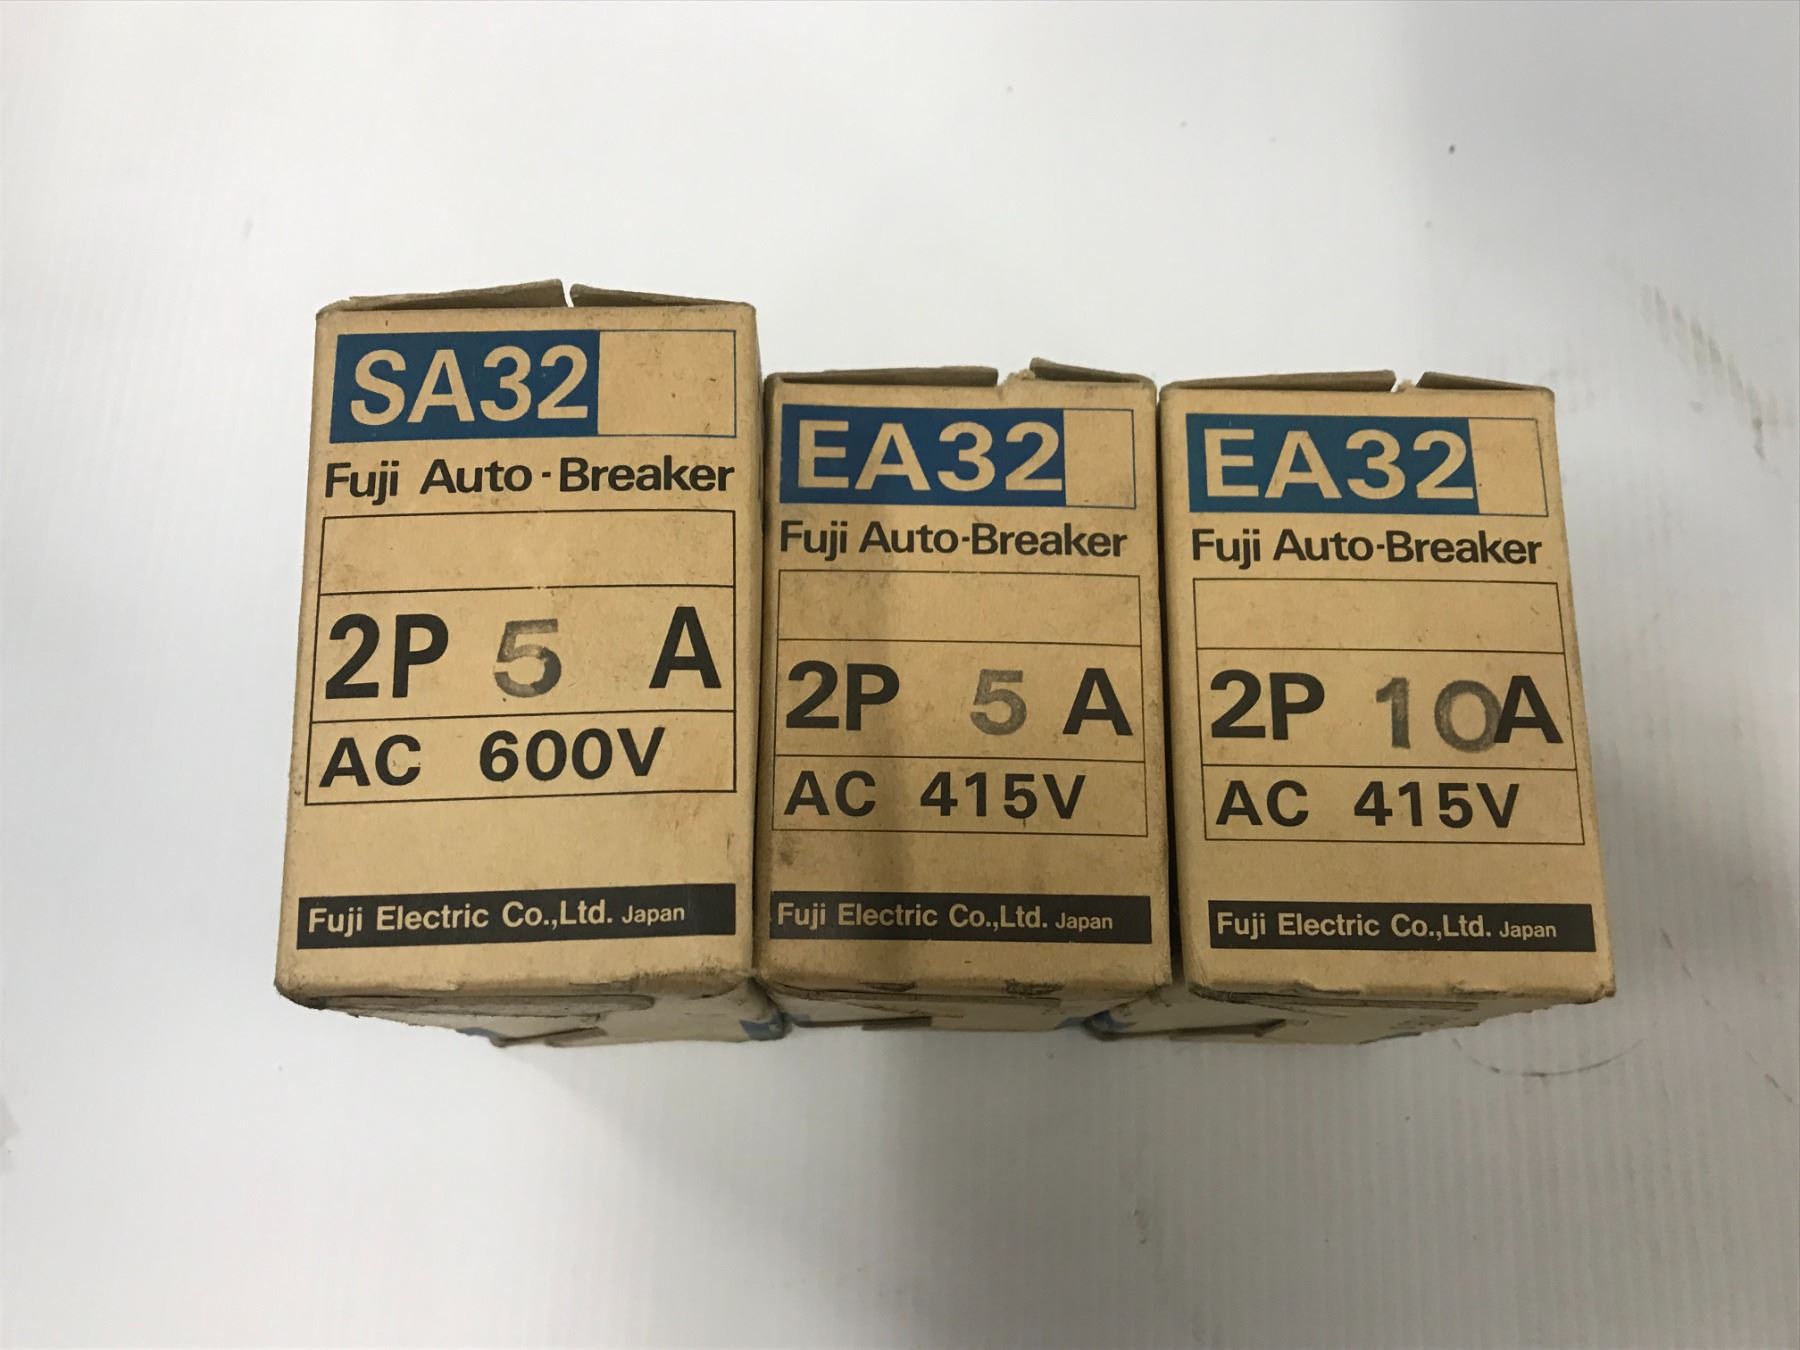 SA32
Fuji Auto-Breaker
2P 5 A
AC 600V
Fuji Electric Co.,Ltd. Japan
EA32
Fuji Auto-Breaker
2P 5 A
AC 415V
Fuji Electric Co.,Ltd. Japan
EA32
Fuji Auto-Breaker
2P 10A
AC 415V
Fuji Electric Co.,Ltd. Japan